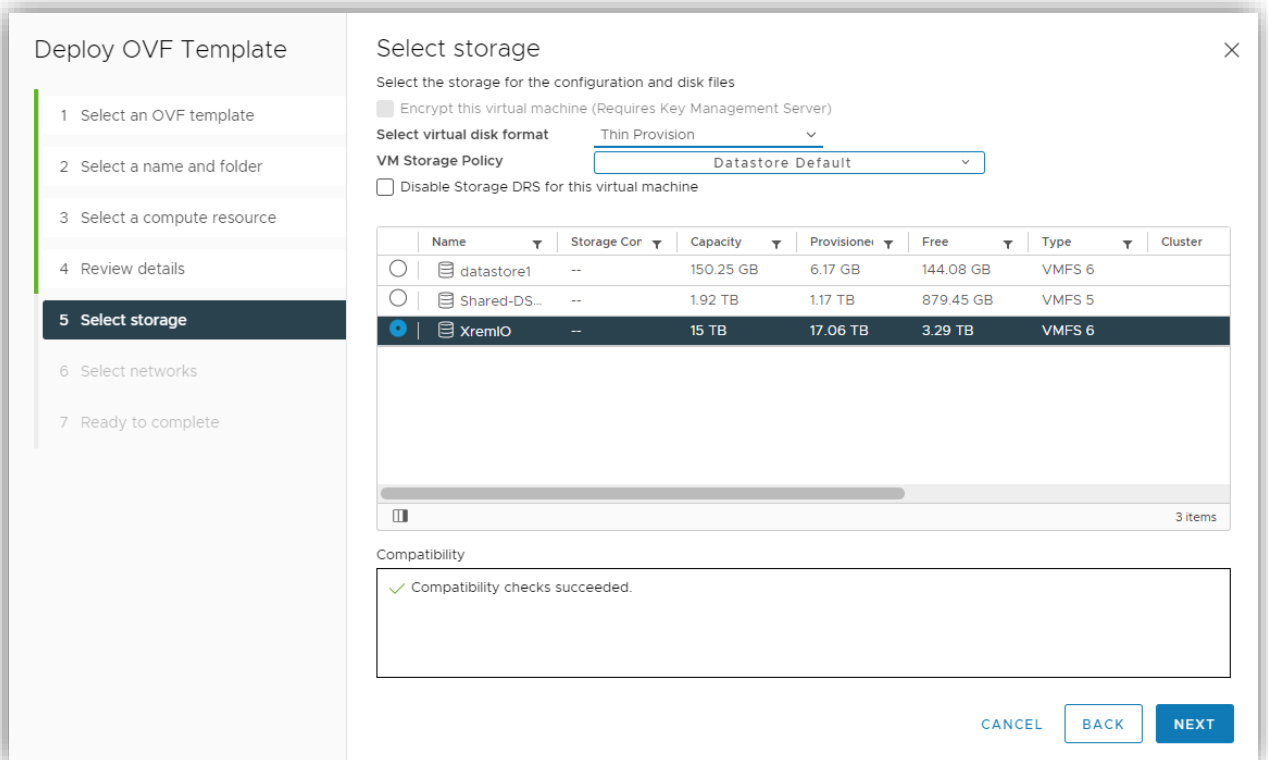 Deploy OVF Template
1 Select an OVF template
2 Select a name and folder
3 Select a compute resource
4 Review details
5 Select storage
6 Select networks
7 Ready to complete
Select storage
Select the storage for the configuration and disk files
Encrypt this virtual machine (Requires Key Management Server)
Select virtual disk format Thin Provision
VM Storage Policy Datastore Default
Disable Storage DRS for this virtual machine
Name Storage Cor Capacity Provisioned Free Type Cluster
datastore1 -- 150.25 GB 6.17 GB 144.08 GB VMFS 6
Shared-DS... -- 1.92 TB 1.17 TB 879.45 GB VMFS 5
XremIO -- 15 TB 17.06 TB 3.29 TB VMFS 6
3 items
Compatibility
Compatibility checks succeeded.
CANCEL BACK NEXT